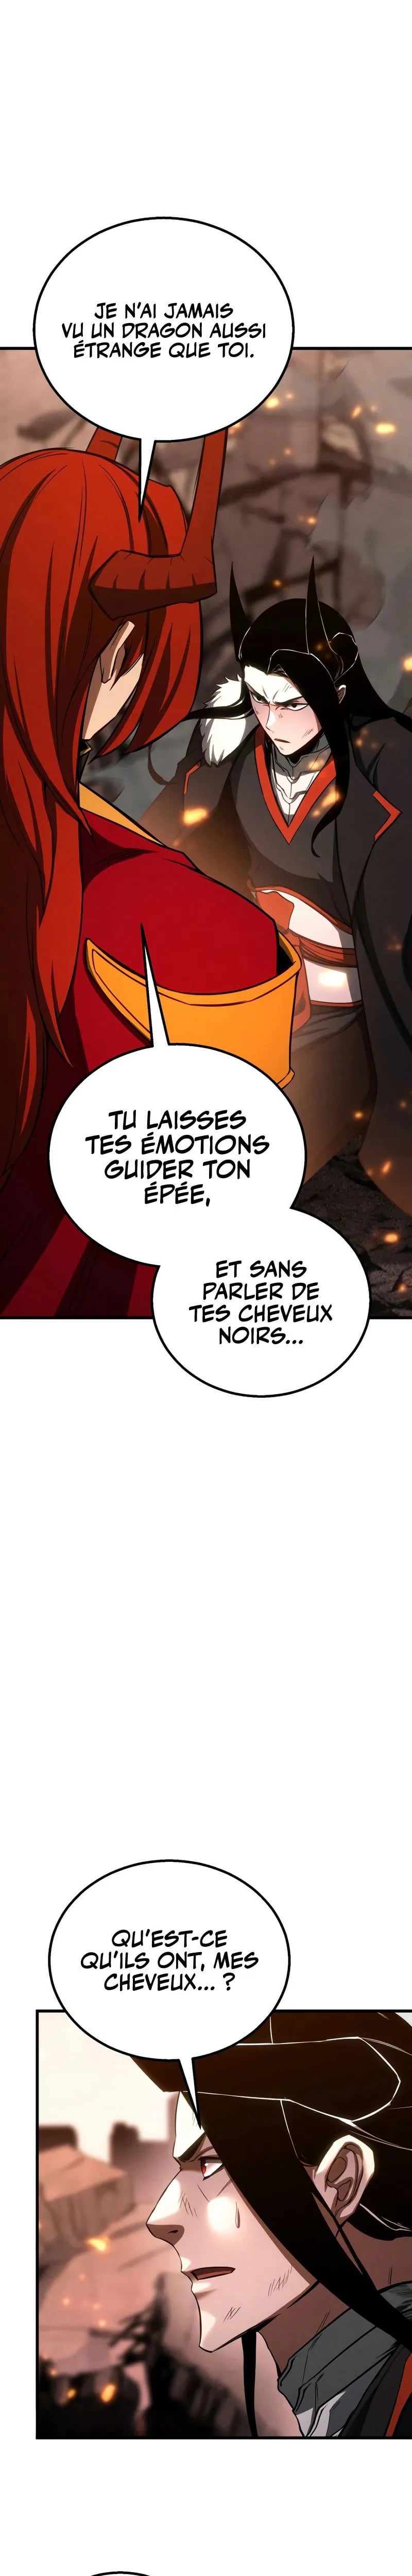 JE N'AI JAMAIS
VU UN DRAGON AUSSI
ÉTRANGE QUE TOI.
TU LAISSES
TES ÉMOTIONS
GUIDER TON
ÉPÉE,
ET SANS
PARLER DE
TES CHEVEUX
NOIRS...
QU'EST-CE
QU'ILS ONT, MES
CHEVEUX... ?